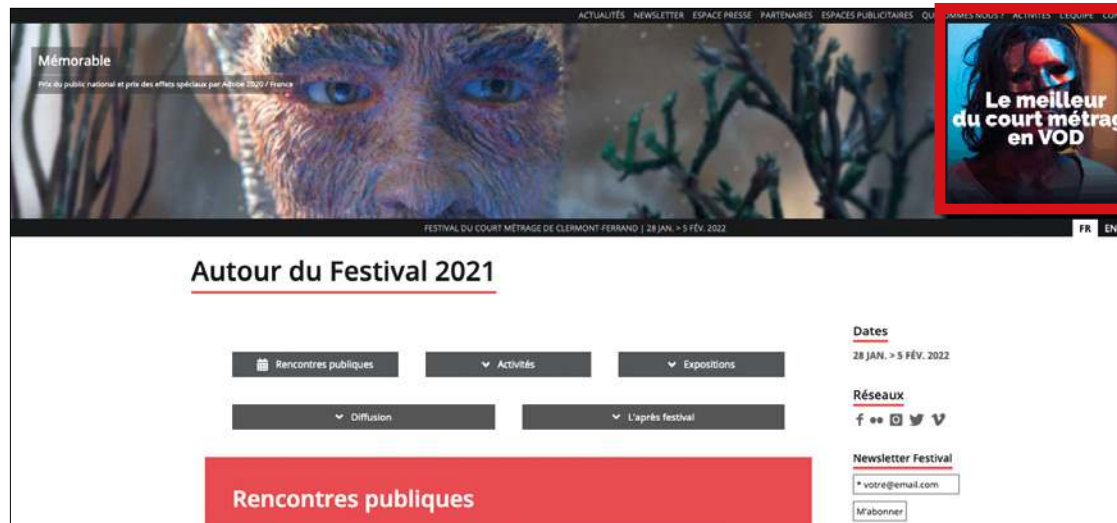 ACTUALITÉS NEWSLETTER ESPACE PRESSE PARTENAIRES ESPACES PUBLICITAIRES
Mémorable
Prix du public national et prix des effets spéciaux par Adobe 2020 / France
Le meilleur
du court métrag
en VOD
FESTIVAL DU COURT MÉTRAGE DE CLERMONT-FERRAND | 28 JAN. > 5 FÉV. 2022
FR EN
Autour du Festival 2021
Rencontres publiques
Activités
Expositions
Diffusion
L'après festival
Rencontres publiques
Dates
28 JAN. > 5 FÉV. 2022
Réseaux
Newsletter Festival
* votre@email.com
M'abonner